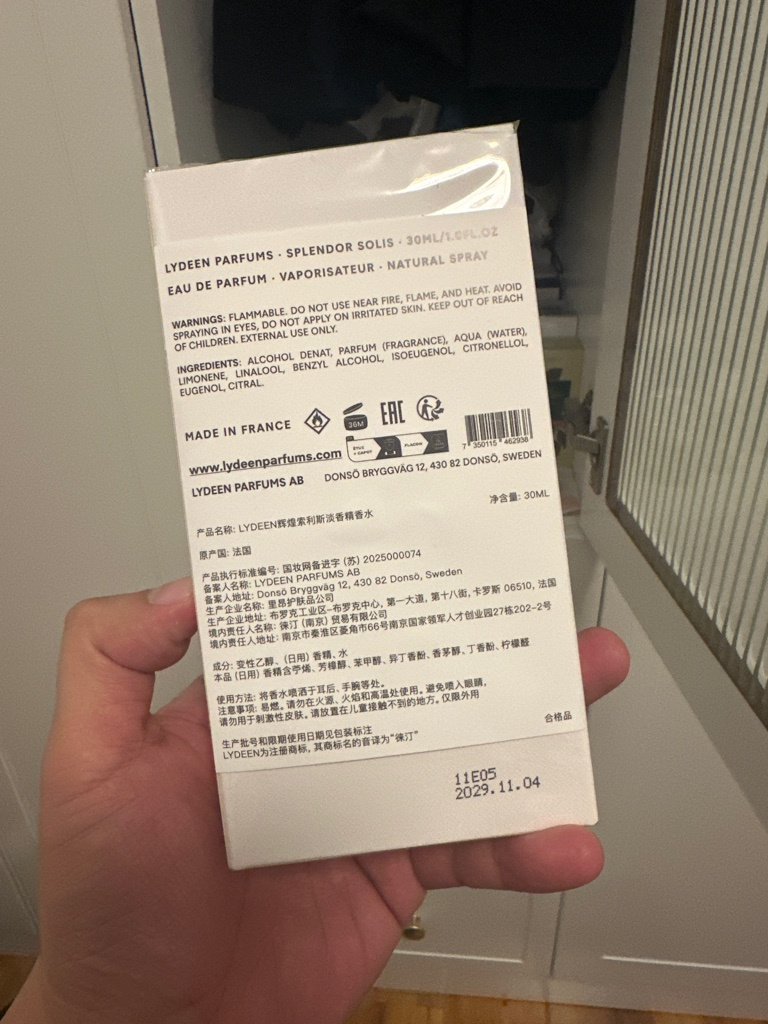 LYDEEN PARFUMS · SPLENDOR SOLIS · 30ML/1.0FL.OZ
EAU DE PARFUM · VAPORISATEUR · NATURAL SPRAY
WARNINGS: FLAMMABLE. DO NOT USE NEAR FIRE, FLAME, AND HEAT. AVOID
SPRAYING IN EYES, DO NOT APPLY ON IRRITATED SKIN. KEEP OUT OF REACH
OF CHILDREN. EXTERNAL USE ONLY.
INGREDIENTS: ALCOHOL DENAT, PARFUM (FRAGRANCE), AQUA (WATER),
LIMONENE, LINALOOL, BENZYL ALCOHOL, ISOEUGENOL, CITRONELLOL,
EUGENOL, CITRAL.
MADE IN FRANCE
36M
EAC
7 350115 462938
www.lydeenparfums.com
LYDEEN PARFUMS AB
DONSÖ BRYGGVÄG 12, 430 82 DONSÖ, SWEDEN
产品名称: LYDEEN辉煌索利斯淡香精香水
净含量: 30ML
原产国: 法国
产品执行标准编号: 国妆网备进字 (苏) 2025000074
备案人名称: LYDEEN PARFUMS AB
备案人地址: Donsö Bryggväg 12, 430 82 Donsö, Sweden
生产企业名称: 里昂护肤品公司
生产企业地址: 布罗克工业区-布罗克中心, 第一大道, 第十八街, 卡罗斯 06510, 法国
境内责任人名称: 徕汀 (南京) 贸易有限公司
境内责任人地址: 南京市秦淮区菱角市66号南京国家领军人才创业园27栋202-2号
成分: 变性乙醇、(日用) 香精、水
本品 (日用) 香精含苧烯、芳樟醇、苯甲醇、异丁香酚、香茅醇、丁香酚、柠檬醛
使用方法: 将香水喷洒于耳后、手腕等处。
注意事项: 易燃。请勿在火源、火焰和高温处使用。避免喷入眼睛。
请勿用于刺激性皮肤。请放置在儿童接触不到的地方。仅限外用
生产批号和限期使用日期见包装标注
LYDEEN为注册商标, 其商标名的音译为“徕汀”
合格品
11E05
2029.11.04